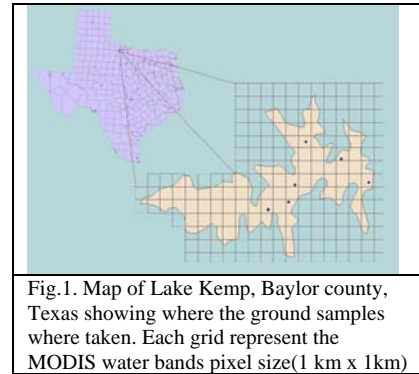 Fig.1. Map of Lake Kemp, Baylor county,
Texas showing where the ground samples
where taken. Each grid represent the
MODIS water bands pixel size(1 km x 1km)